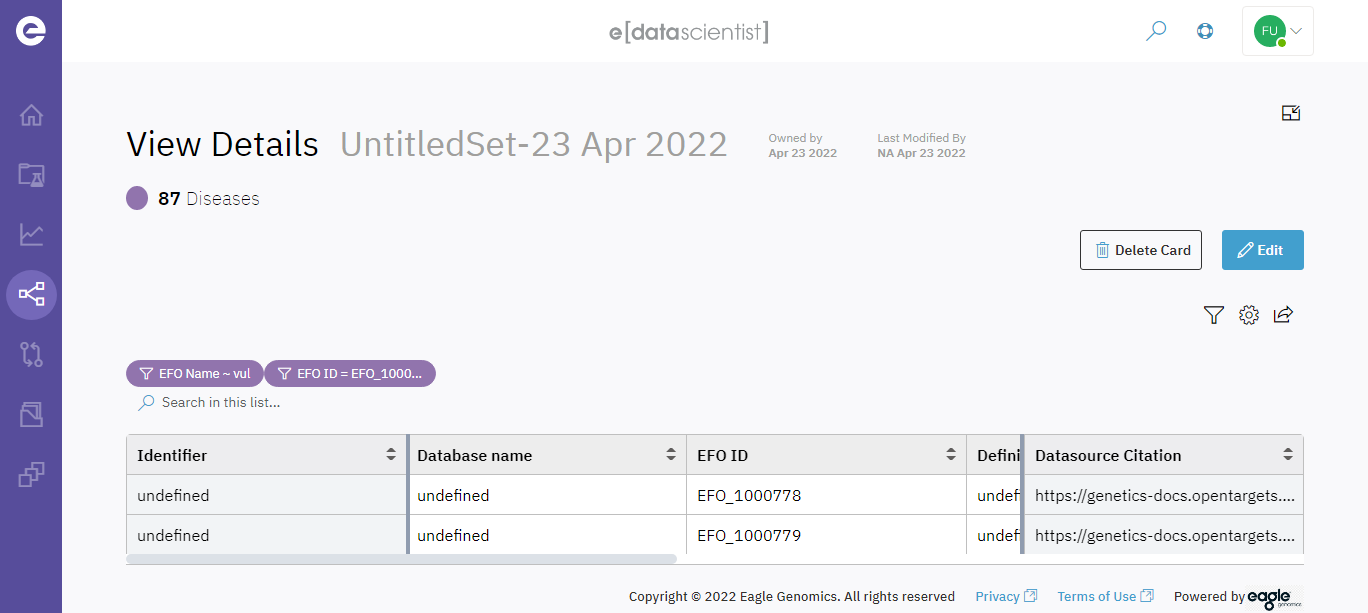 e[datascientist]
FU
View Details UntitledSet-23 Apr 2022
Owned by
Apr 23 2022
Last Modified By
NA Apr 23 2022
87 Diseases
Delete Card
Edit
EFO Name ~ vul
EFO ID = EFO_1000...
Search in this list...
Identifier Database name EFO ID Defini Datasource Citation
undefined undefined EFO_1000778 undef https://genetics-docs.opentargets....
undefined undefined EFO_1000779 undef https://genetics-docs.opentargets....
Copyright © 2022 Eagle Genomics. All rights reserved Privacy Terms of Use Powered by eagle genomics